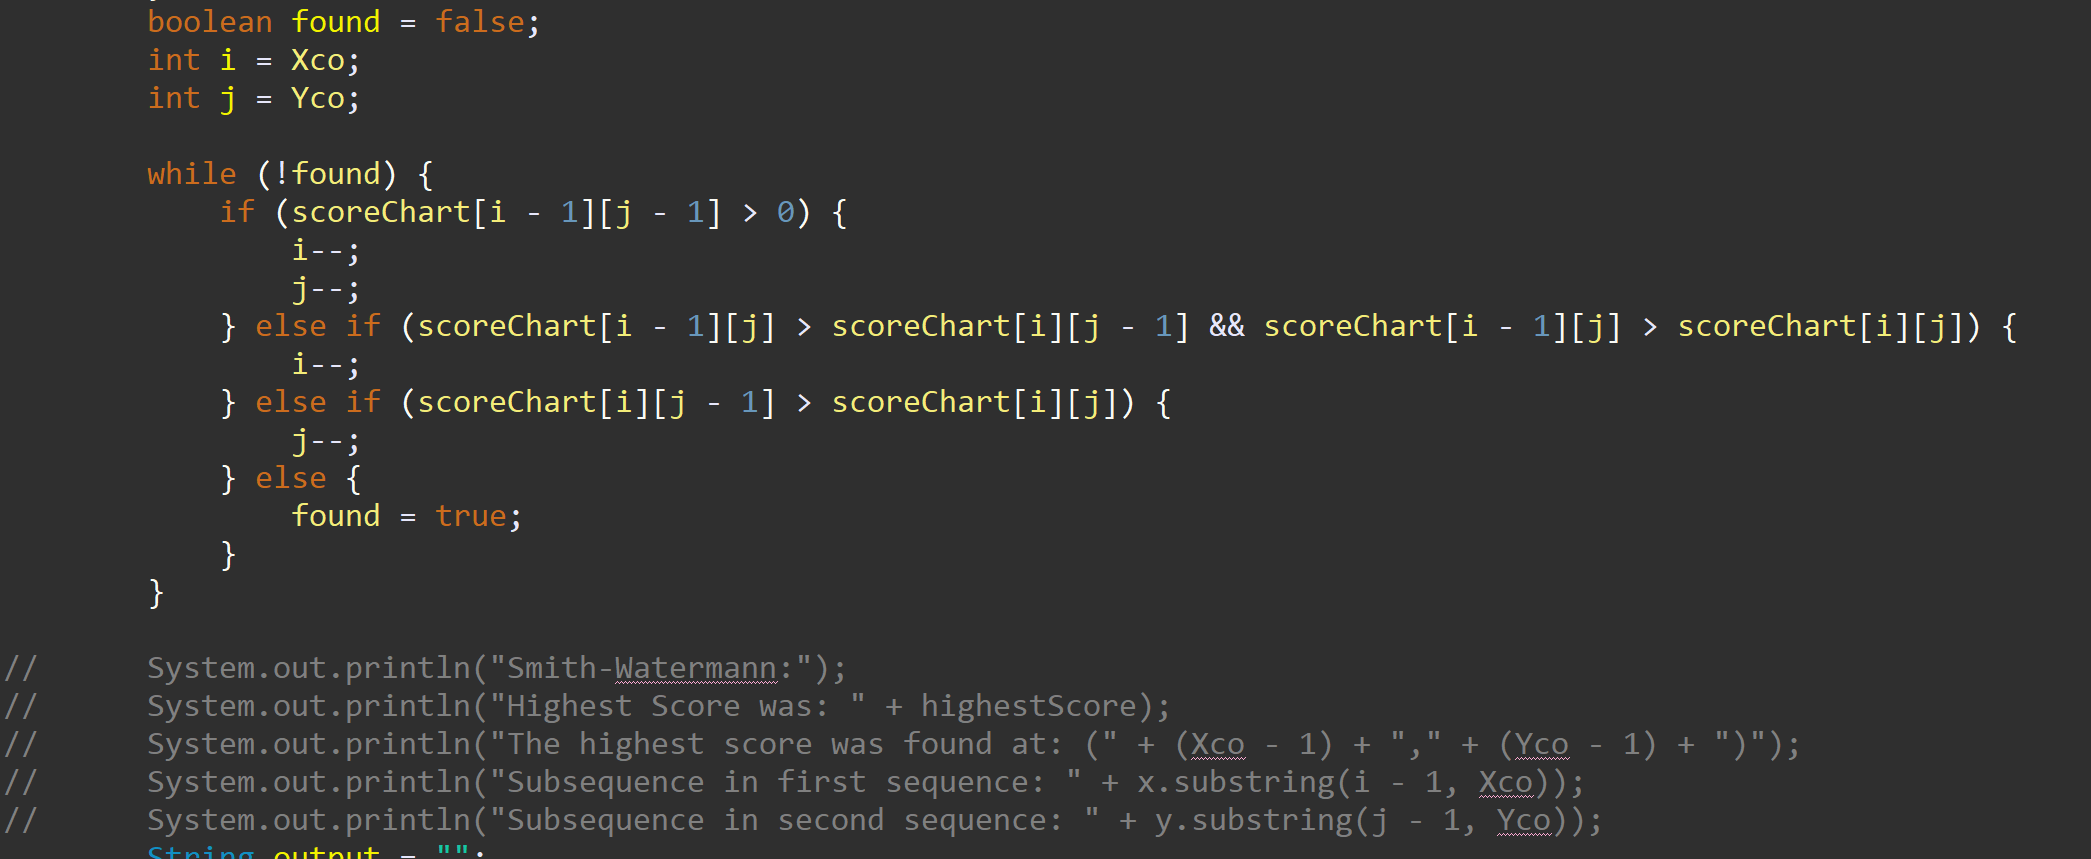 boolean found = false;
int i = Xco;
int j = Yco;
while (!found) {
if (scoreChart[i - 1][j - 1] > 0) {
i--;
j--;
} else if (scoreChart[i - 1][j] > scoreChart[i][j - 1] && scoreChart[i - 1][j] > scoreChart[i][j]) {
i--;
} else if (scoreChart[i][j - 1] > scoreChart[i][j]) {
j--;
} else {
found = true;
}
}
// System.out.println("Smith-Watermann:");
// System.out.println("Highest Score was: " + highestScore);
// System.out.println("The highest score was found at: (" + (Xco - 1) + "," + (Yco - 1) + ")");
// System.out.println("Subsequence in first sequence: " + x.substring(i - 1, Xco));
// System.out.println("Subsequence in second sequence: " + y.substring(j - 1, Yco));
String output = "";